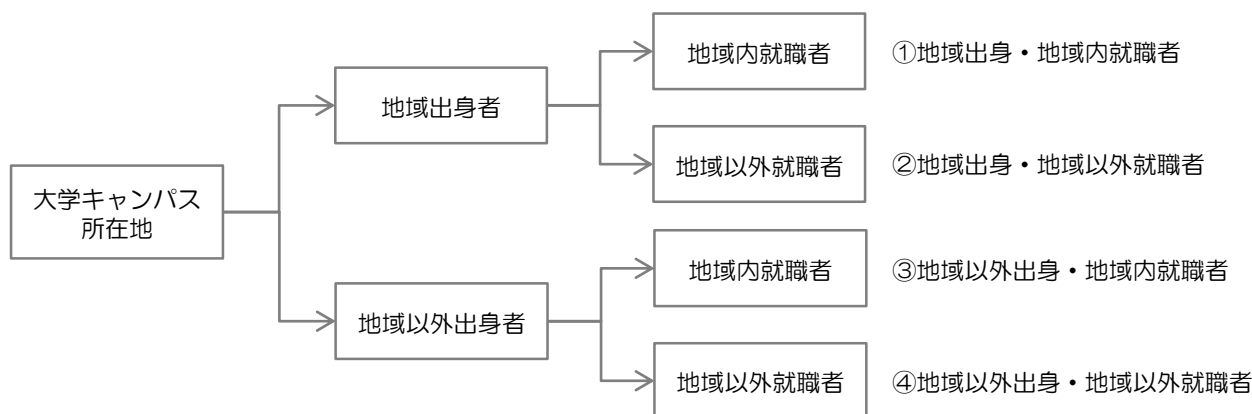 大学キャンパス
所在地
地域出身者
地域以外出身者
地域内就職者
地域以外就職者
地域内就職者
地域以外就職者
①地域出身・地域内就職者
②地域出身・地域以外就職者
③地域以外出身・地域内就職者
④地域以外出身・地域以外就職者